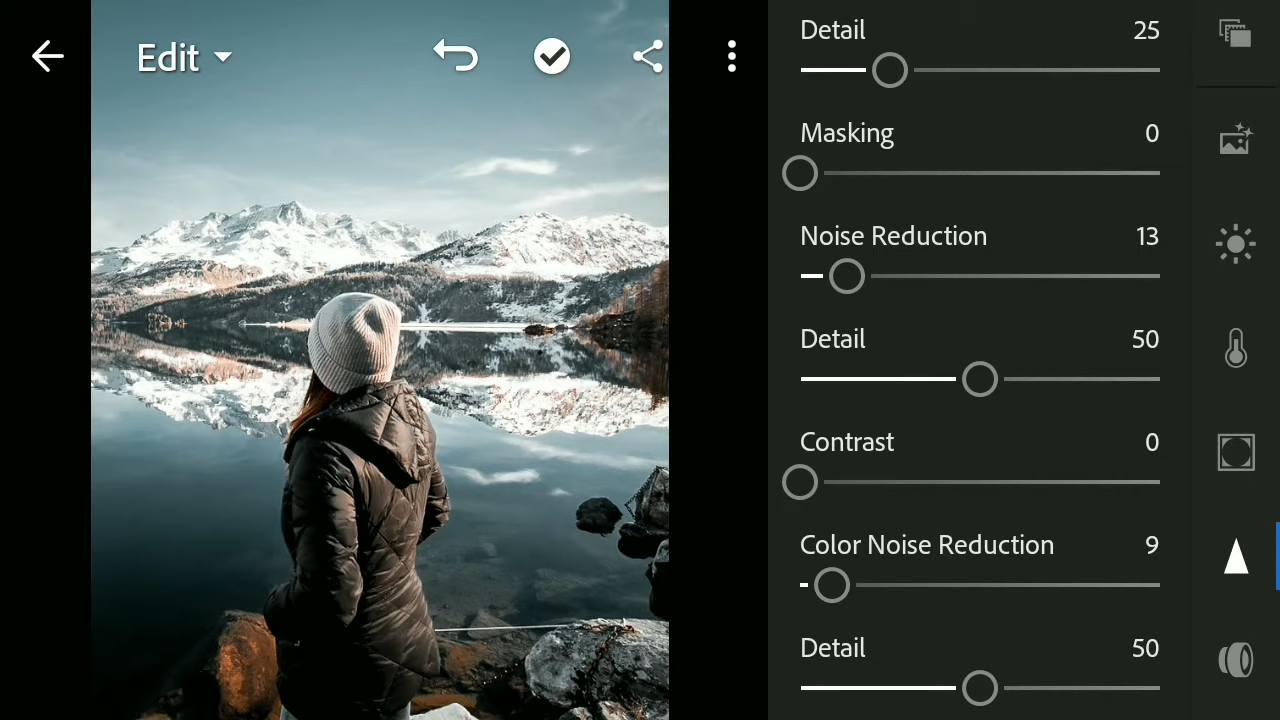 Edit
Detail 25
Masking 0
Noise Reduction 13
Detail 50
Contrast 0
Color Noise Reduction 9
Detail 50